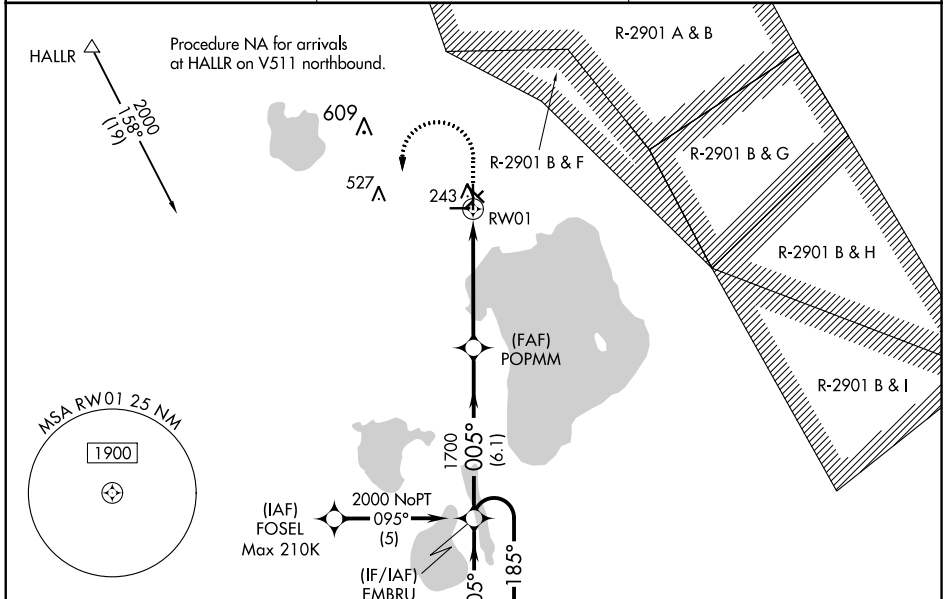 HALLR
2000
158°
(19)
Procedure NA for arrivals
at HALLR on V511 northbound.
R-2901 A & B
609
527
243
RW01
R-2901 B & F
R-2901 B & G
R-2901 B & H
R-2901 B & I
(FAF)
POPMM
1700
005°
(6.1)
MSA RW01 25 NM
1900
(IAF)
FOSEL
Max 210K
2000 NoPT
095°
(5)
(IF/IAF)
EMBRU
05°
185°